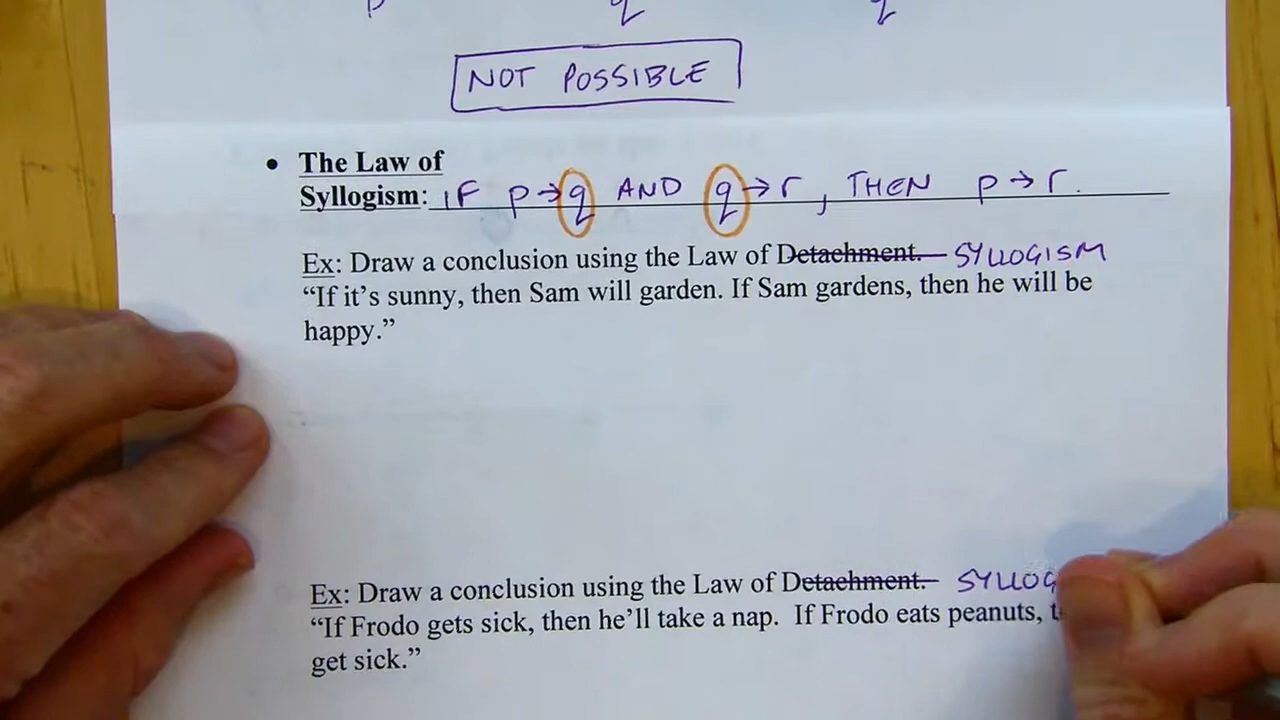 p q q
NOT POSSIBLE
• The Law of
Syllogism: IF p→q AND q→r, THEN p→r.
Ex: Draw a conclusion using the Law of Detachment. SYLLOGISM
“If it’s sunny, then Sam will garden. If Sam gardens, then he will be
happy.”
Ex: Draw a conclusion using the Law of Detachment. SYLLOG
“If Frodo gets sick, then he’ll take a nap. If Frodo eats peanuts, t
get sick.”